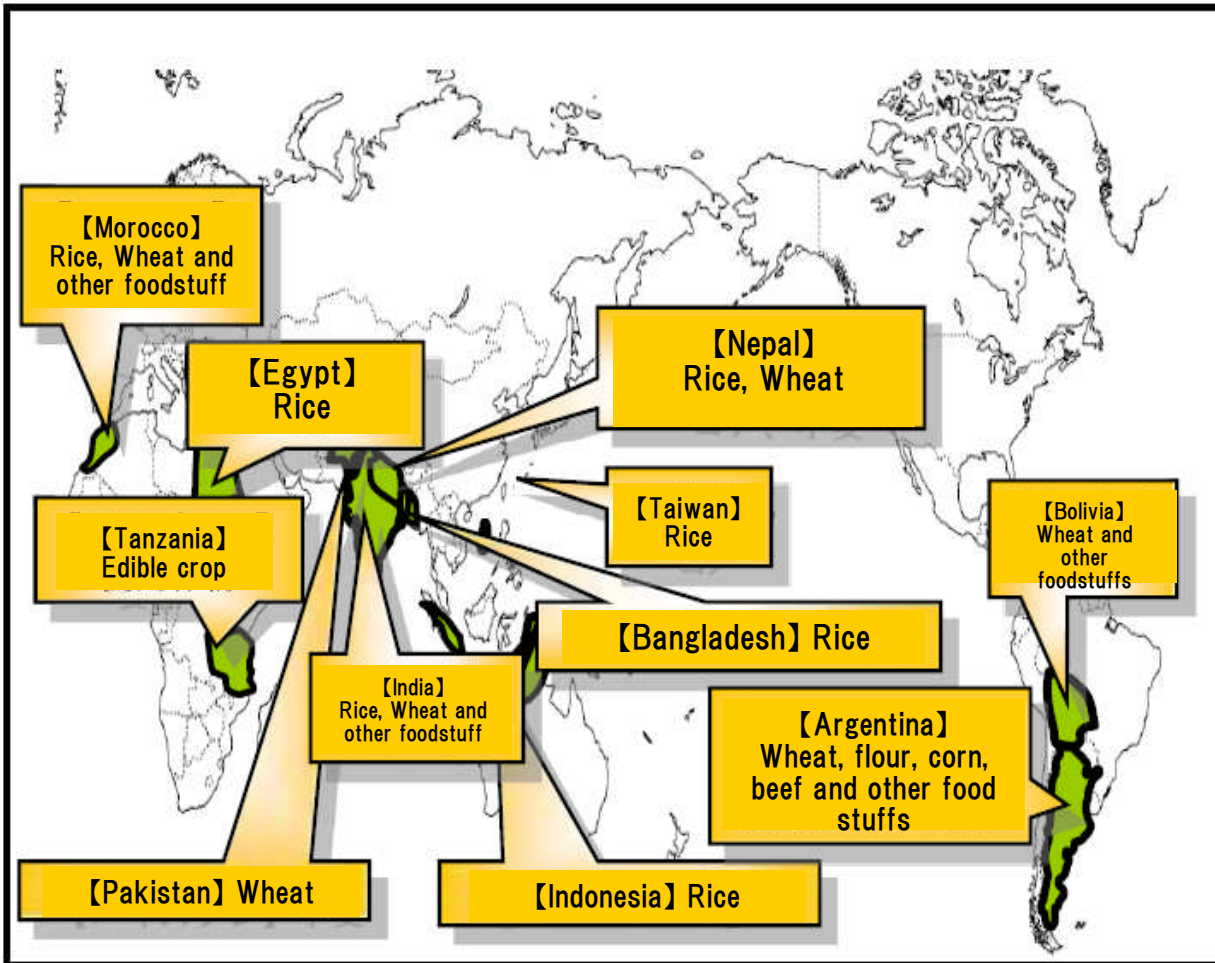 【Morocco】
Rice, Wheat and
other foodstuff
【Egypt】
Rice
【Nepal】
Rice, Wheat
【Tanzania】
Edible crop
【Taiwan】
Rice
【Bolivia】
Wheat and
other
foodstuffs
【Bangladesh】 Rice
【India】
Rice, Wheat and
other foodstuff
【Argentina】
Wheat, flour, corn,
beef and other food
stuffs
【Pakistan】 Wheat
【Indonesia】 Rice